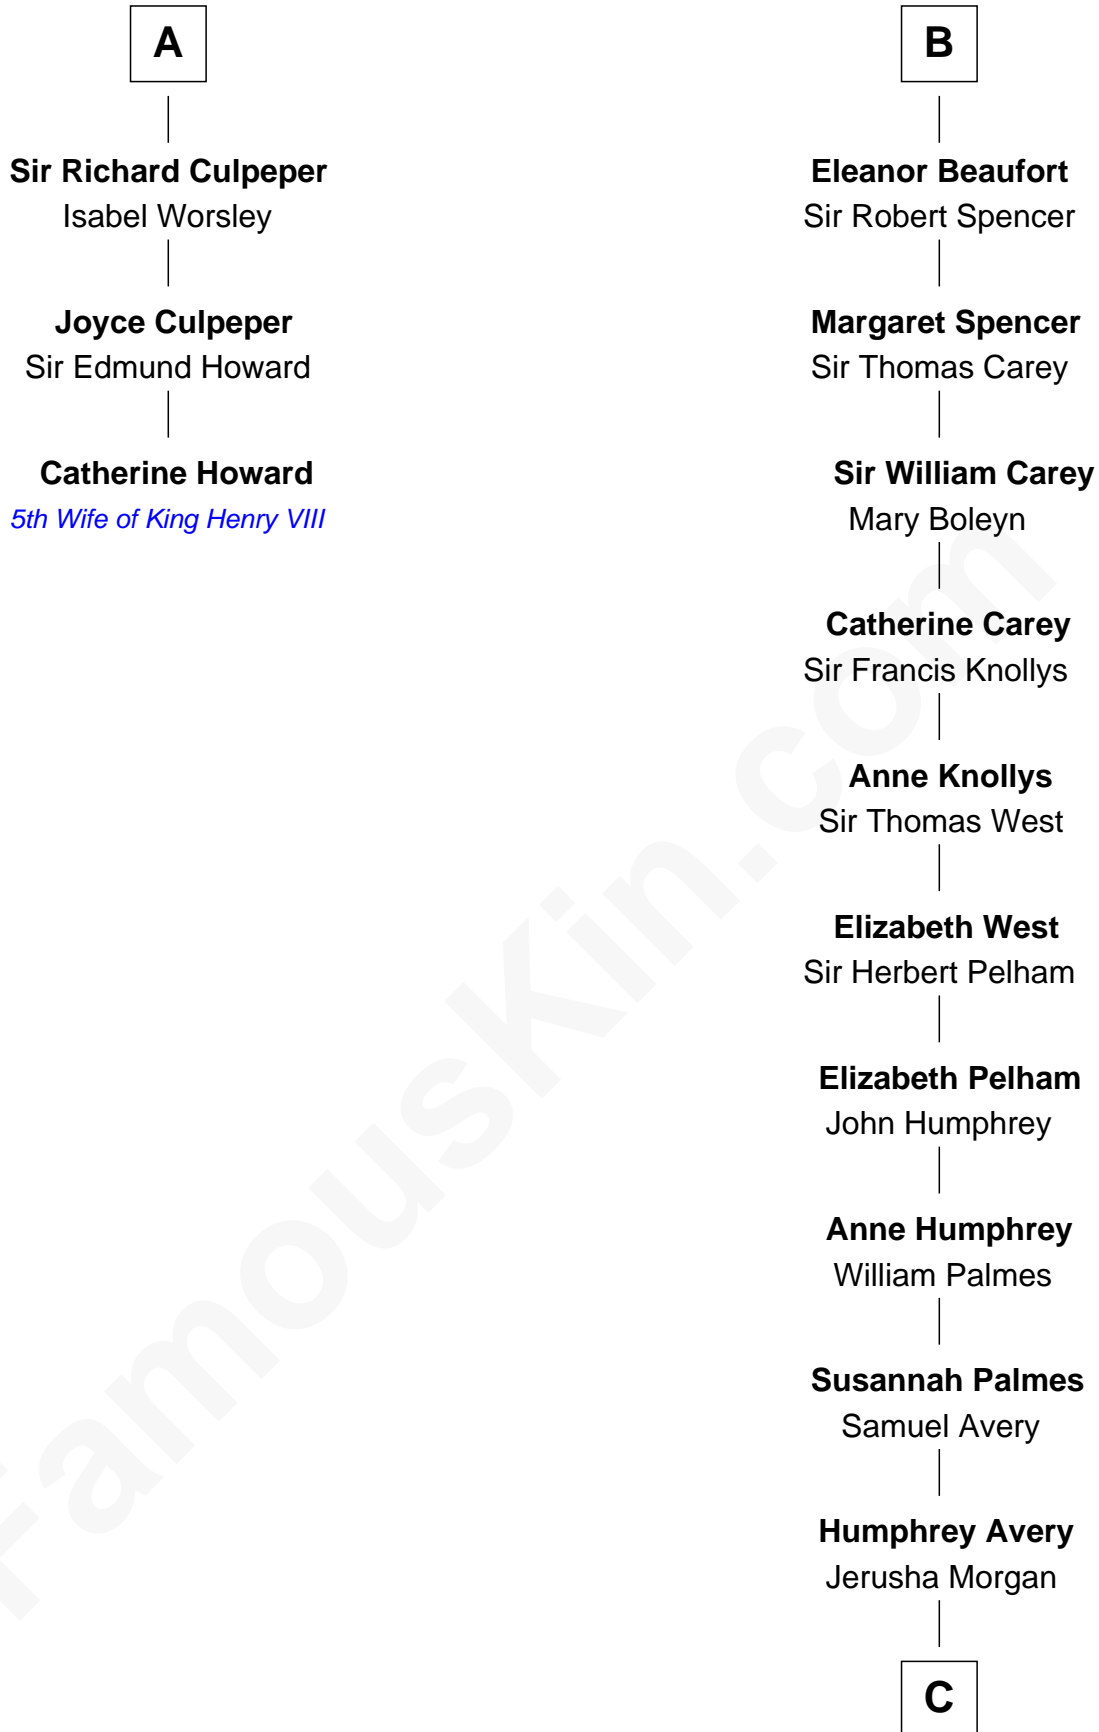 A
Sir Richard Culpeper
Isabel Worsley
Joyce Culpeper
Sir Edmund Howard
Catherine Howard
5th Wife of King Henry VIII
B
Eleanor Beaufort
Sir Robert Spencer
Margaret Spencer
Sir Thomas Carey
Sir William Carey
Mary Boleyn
Catherine Carey
Sir Francis Knollys
Anne Knollys
Sir Thomas West
Elizabeth West
Sir Herbert Pelham
Elizabeth Pelham
John Humphrey
Anne Humphrey
William Palmes
Susannah Palmes
Samuel Avery
Humphrey Avery
Jerusha Morgan
C
FamousKin.com